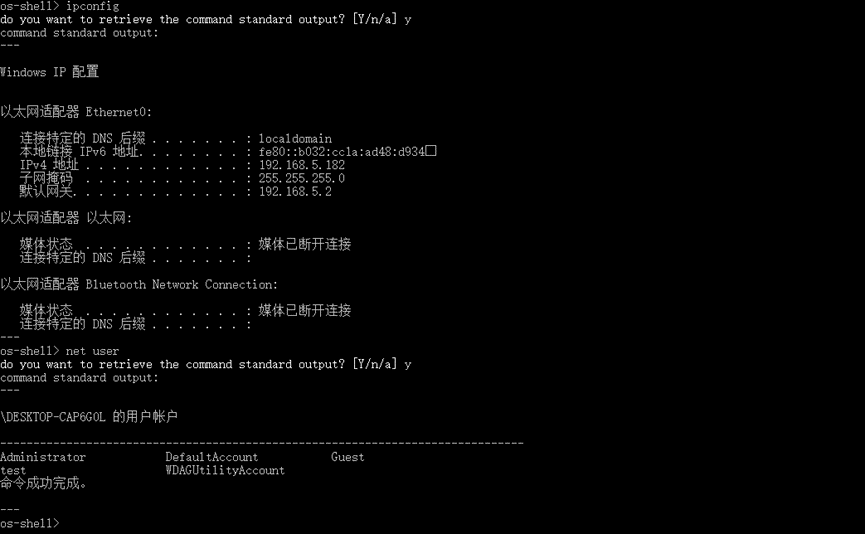 os-shell> ipconfig
do you want to retrieve the command standard output? [Y/n/a] y
command standard output:
---
Windows IP 配置
以太网适配器 Ethernet0:
连接特定的 DNS 后缀 . . . . . . . : localdomain
本地链接 IPv6 地址. . . . . . . . : fe80::b032:cc1a:ad48:d934
IPv4 地址 . . . . . . . . . . . . : 192.168.5.182
子网掩码 . . . . . . . . . . . . : 255.255.255.0
默认网关. . . . . . . . . . . . . : 192.168.5.2
以太网适配器 以太网:
媒体状态 . . . . . . . . . . . . : 媒体已断开连接
连接特定的 DNS 后缀 . . . . . . . :
以太网适配器 Bluetooth Network Connection:
媒体状态 . . . . . . . . . . . . : 媒体已断开连接
连接特定的 DNS 后缀 . . . . . . . :
---
os-shell> net user
do you want to retrieve the command standard output? [Y/n/a] y
command standard output:
---
\DESKTOP-CAP6G0L 的用户帐户
-------------------------------------------------------------------------------
Administrator DefaultAccount Guest
test WDAGUtilityAccount
命令成功完成。
---
os-shell>